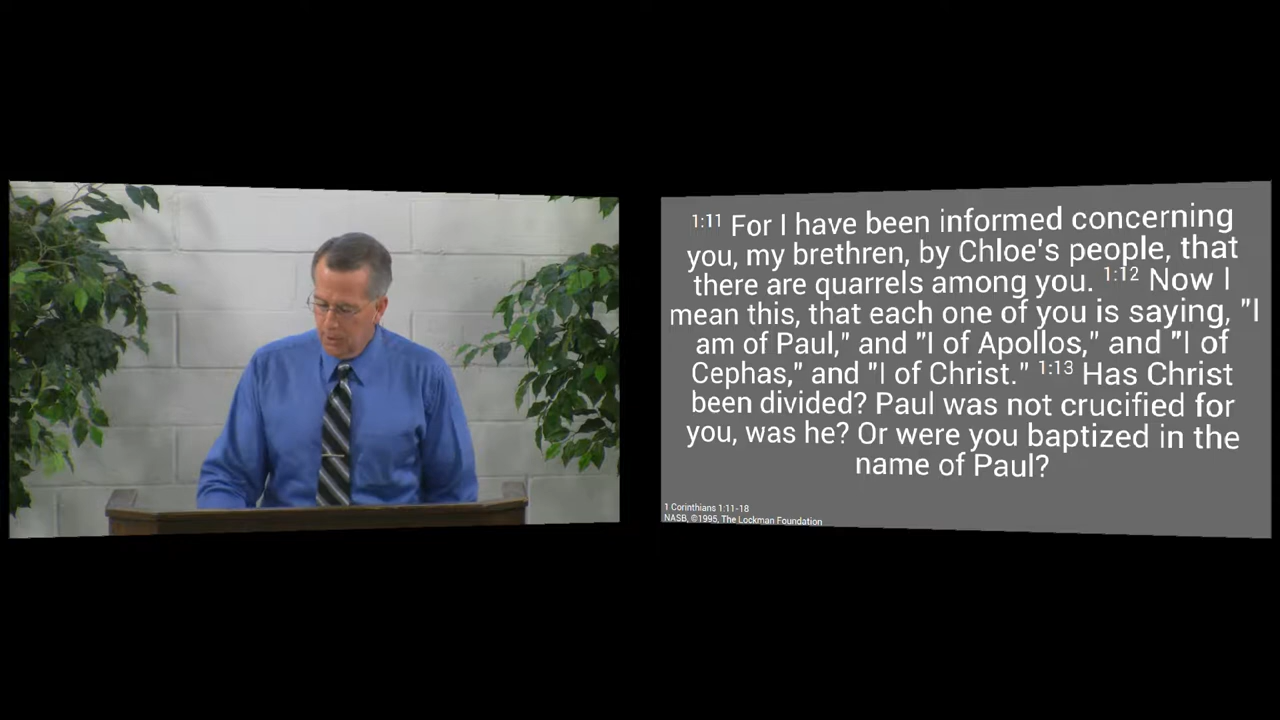 1:11 For I have been informed concerning
you, my brethren, by Chloe's people, that
there are quarrels among you. 1:12 Now I
mean this, that each one of you is saying, "I
am of Paul," and "I of Apollos," and "I of
Cephas," and "I of Christ." 1:13 Has Christ
been divided? Paul was not crucified for
you, was he? Or were you baptized in the
name of Paul?
1 Corinthians 1:11-18
NASB, ©1995, The Lockman Foundation